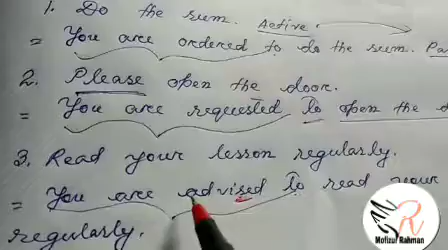 1. Do the sum. Active.
= You are ordered to do the sum.
2. Please open the door.
= You are requested to open the
3. Read your lesson regularly.
= You are advised to read your
regularly.
MR
Mofizul Rahman